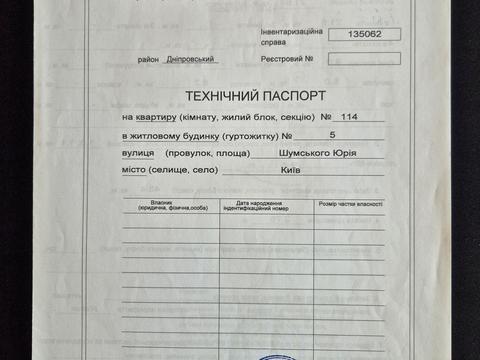 Інвентаризаційна справа 135062
район Дніпровський Реєстровий №
ТЕХНІЧНИЙ ПАСПОРТ
на квартиру (кімнату, жилий блок, секцію) № 114
в житловому будинку (гуртожитку) № 5
вулиця (провулок, площа) Шумського Юрія
місто (селище, село) Київ
Власник (юридична, фізична,особа) Дата народження індентифікаційний номер Розмір частки власності